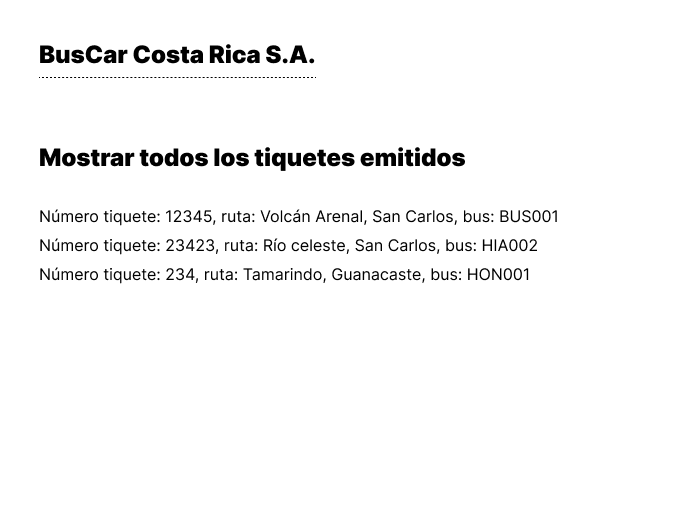 BusCar Costa Rica S.A.
Mostrar todos los tiquetes emitidos
Número tiquete: 12345, ruta: Volcán Arenal, San Carlos, bus: BUS001
Número tiquete: 23423, ruta: Río celeste, San Carlos, bus: HIA002
Número tiquete: 234, ruta: Tamarindo, Guanacaste, bus: HON001